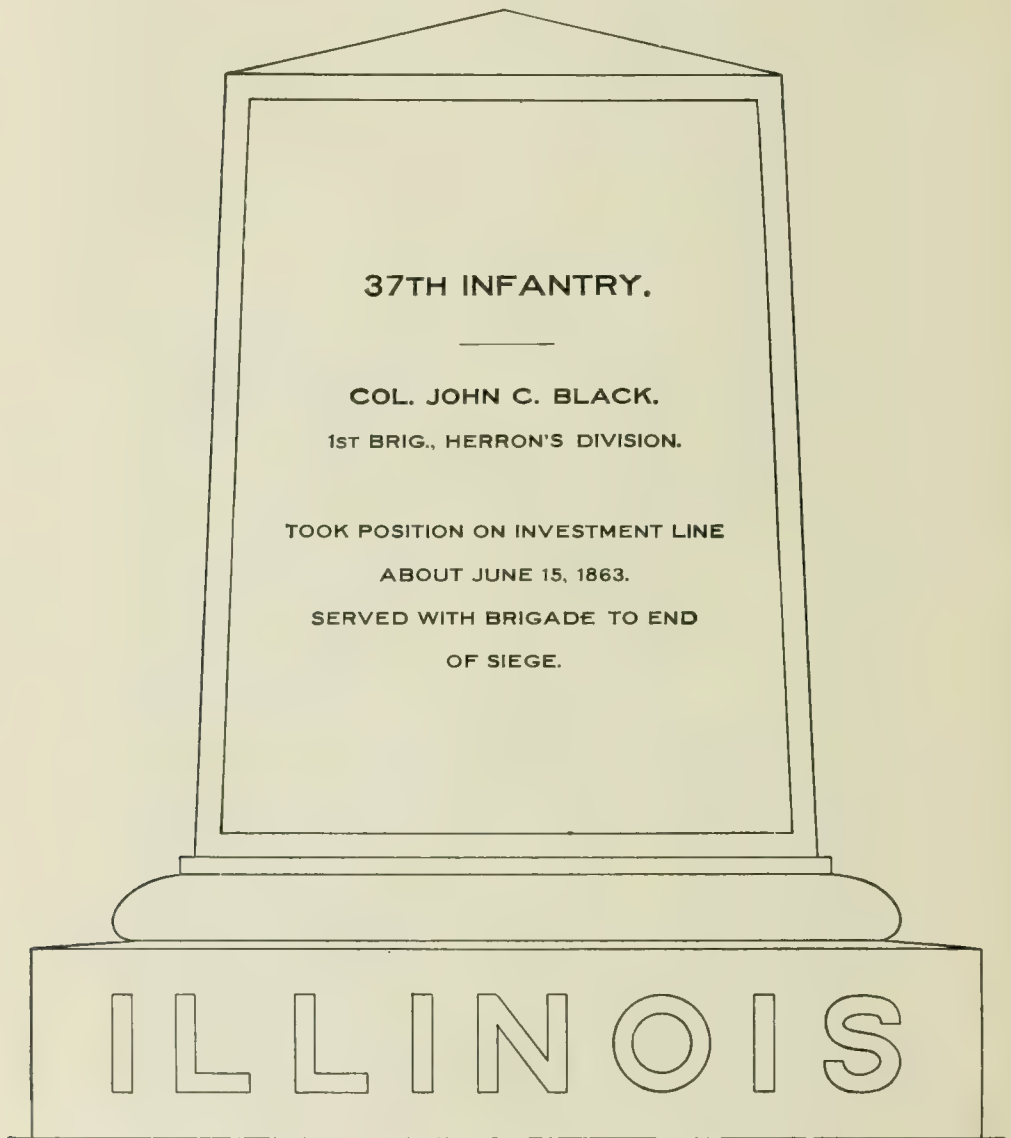 37TH INFANTRY.
COL. JOHN C. BLACK.
1ST BRIG., HERRON'S DIVISION.
TOOK POSITION ON INVESTMENT LINE
ABOUT JUNE 15, 1863.
SERVED WITH BRIGADE TO END
OF SIEGE.
ILLINOIS